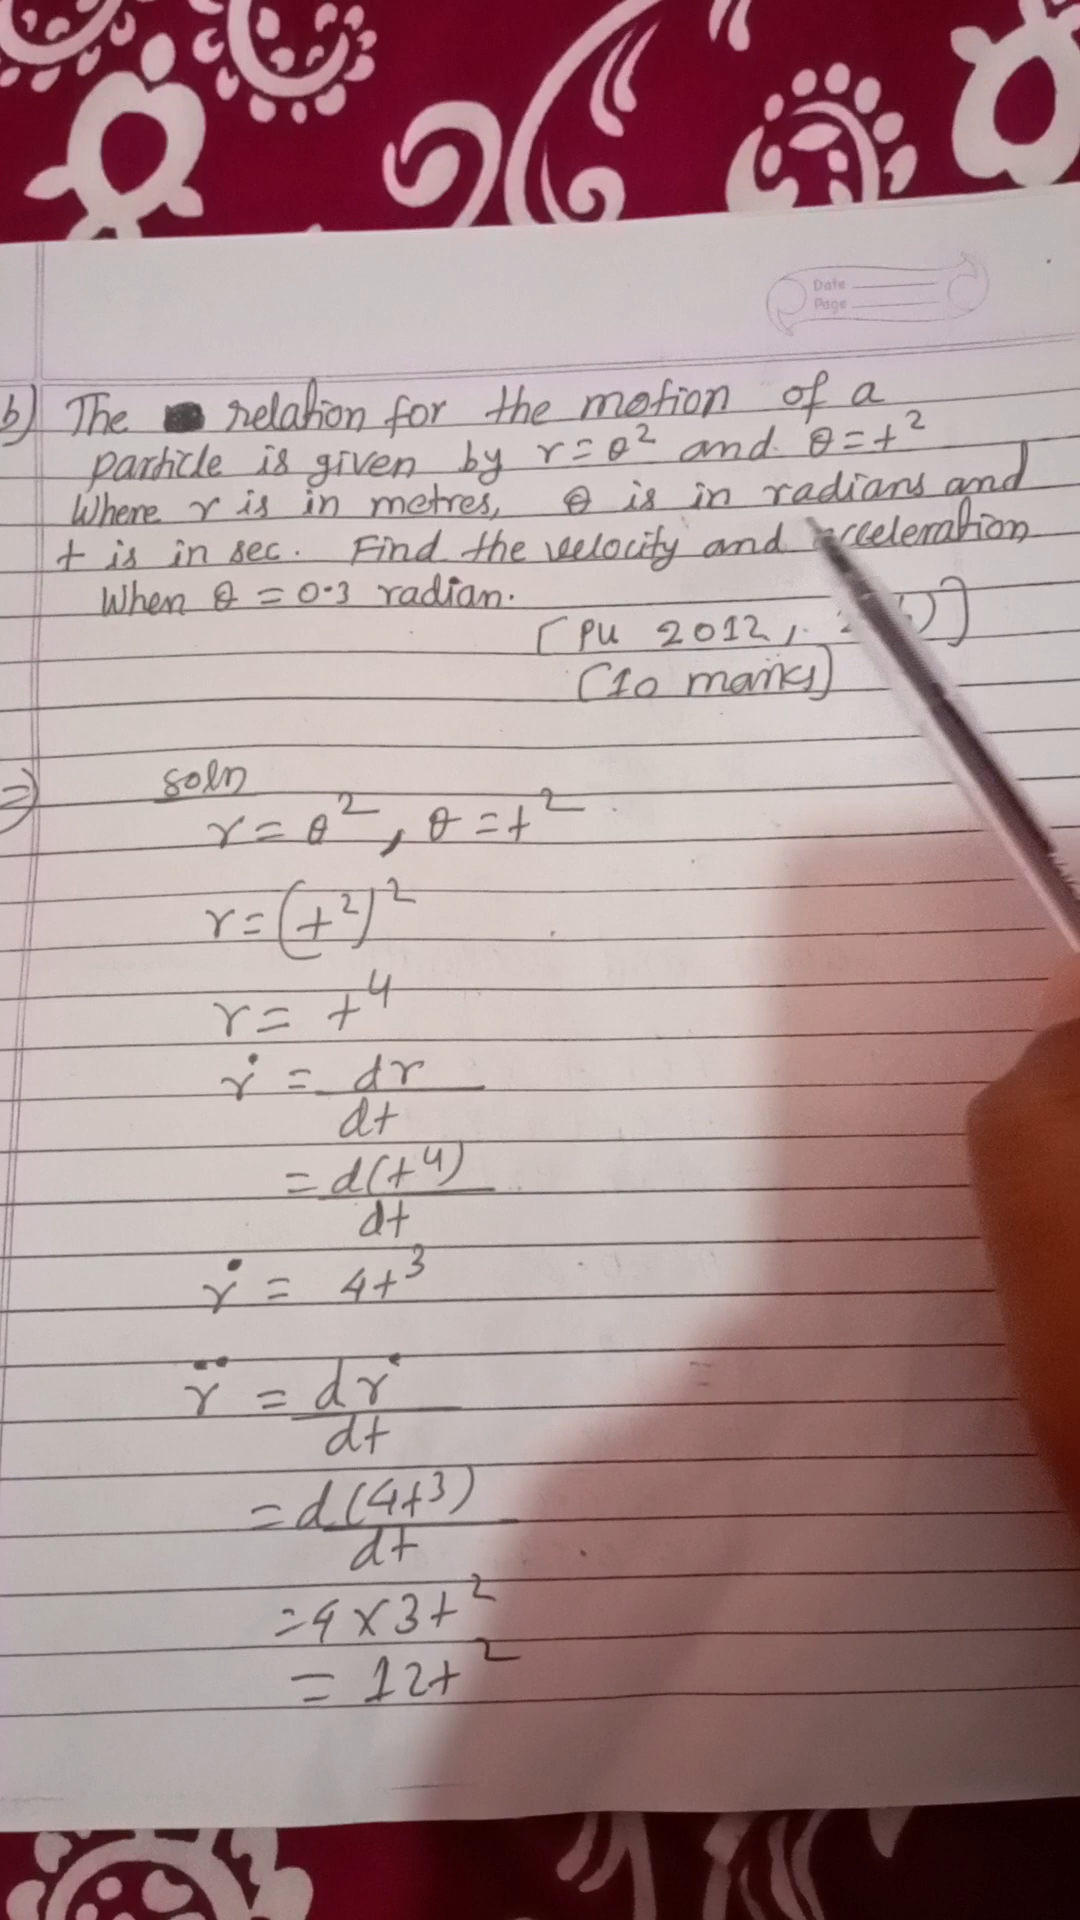 Date
Page
b) The relation for the motion of a
particle is given by r=θ² and θ=t²
Where r is in metres, θ is in radians and
t is in sec. Find the velocity and acceleration
When θ = 0.3 radian.
[PU 2012,
(10 marks)
=) soln
r=θ², θ=t²
r=(t²)²
r= t⁴
ṙ = dr
dt
= d(t⁴)
dt
ṙ = 4t³
r̈ = dṙ
dt
= d(4t³)
dt
=4×3t²
= 12t²